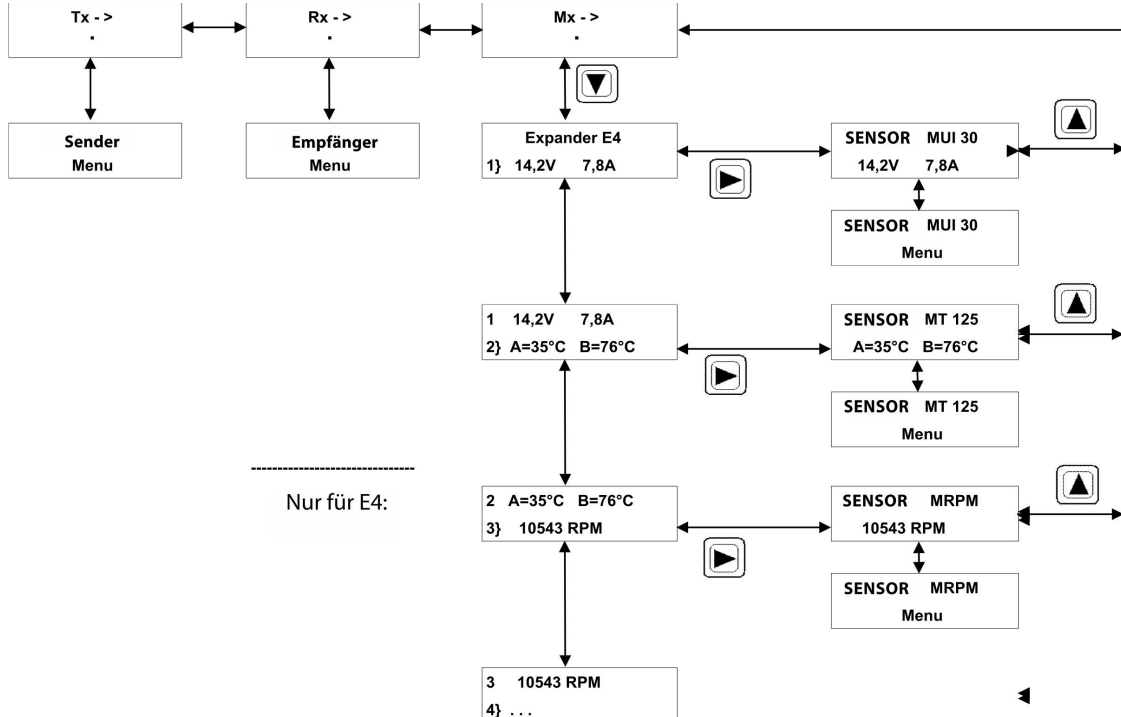 Tx - >
.
Rx - >
.
Mx - >
.
Sender
Menu
Empfänger
Menu
Expander E4
1} 14,2V 7,8A
SENSOR MUI 30
14,2V 7,8A
SENSOR MUI 30
Menu
1 14,2V 7,8A
2} A=35°C B=76°C
SENSOR MT 125
A=35°C B=76°C
SENSOR MT 125
Menu
Nur für E4:
2 A=35°C B=76°C
3} 10543 RPM
SENSOR MRPM
10543 RPM
SENSOR MRPM
Menu
3 10543 RPM
4} . . .